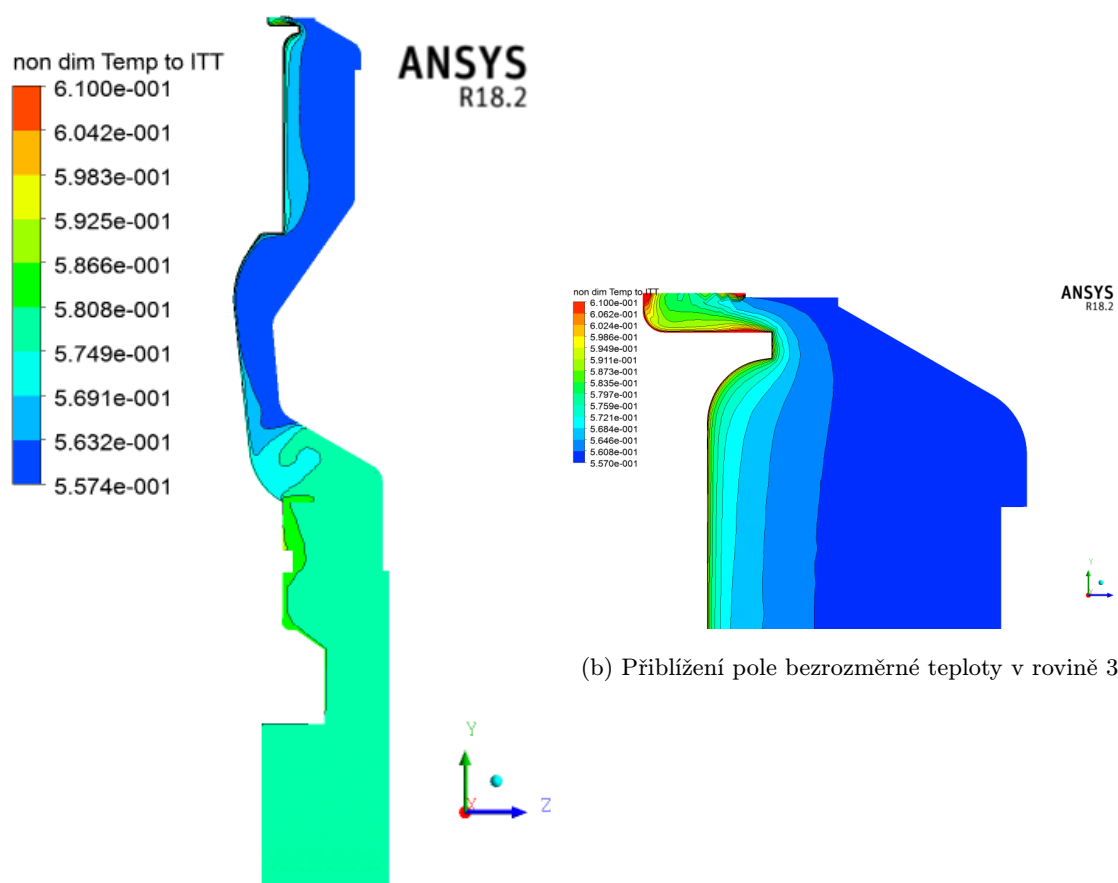 non dim Temp to ITT
6.100e-001
6.042e-001
5.983e-001
5.925e-001
5.866e-001
5.808e-001
5.749e-001
5.691e-001
5.632e-001
5.574e-001
ANSYS
R18.2
Y
X
Z
non dim Temp to ITT
6.100e-001
6.062e-001
6.024e-001
5.986e-001
5.949e-001
5.911e-001
5.873e-001
5.835e-001
5.797e-001
5.759e-001
5.721e-001
5.684e-001
5.646e-001
5.608e-001
5.570e-001
ANSYS
R18.2
Y
(b) Přiblížení pole bezrozměrné teploty v rovině 3